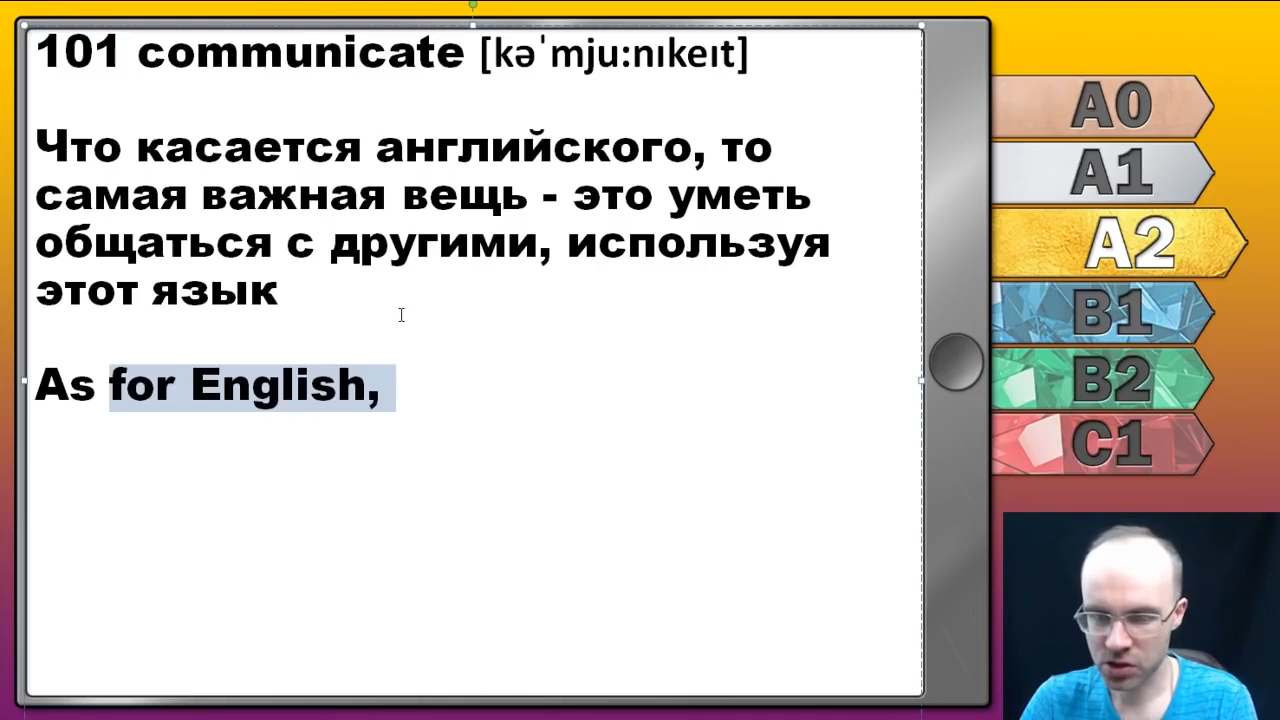 101 communicate [kəˈmju:nıkeıt]
Что касается английского, то
самая важная вещь - это уметь
общаться с другими, используя
этот язык
As for English,
A0
A1
A2
B1
B2
C1